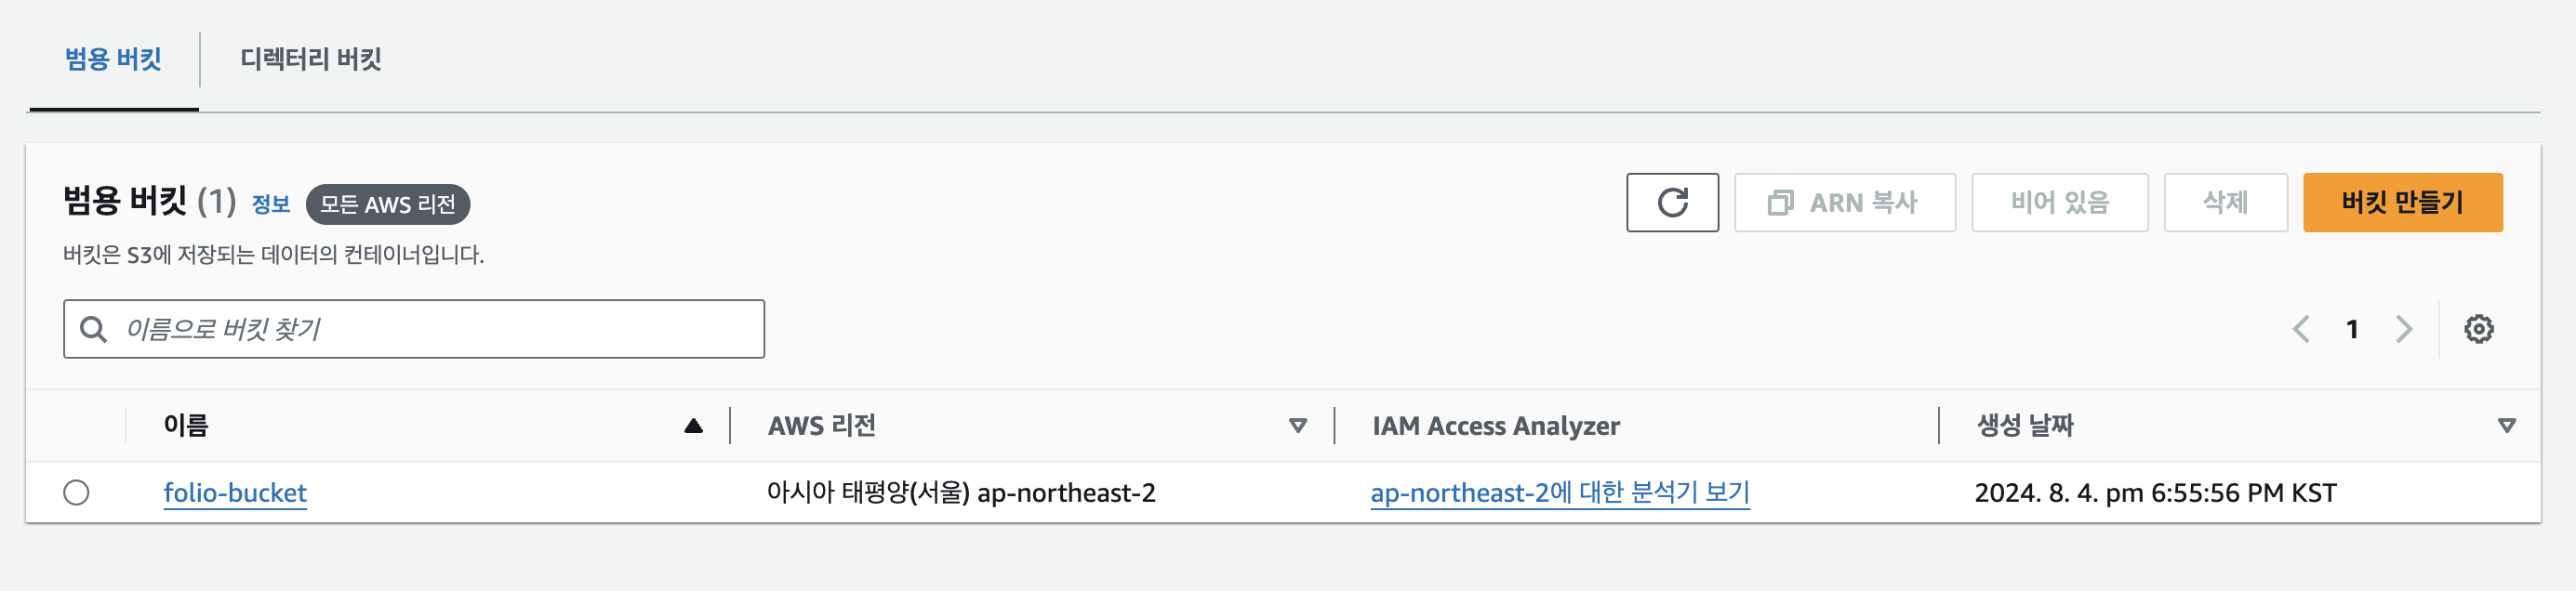 범용 버킷
디렉터리 버킷
범용 버킷 (1) 정보 모든 AWS 리전
ARN 복사
비어 있음
삭제
버킷 만들기
버킷은 S3에 저장되는 데이터의 컨테이너입니다.
이름으로 버킷 찾기
1
이름 AWS 리전 IAM Access Analyzer 생성 날짜
folio-bucket 아시아 태평양(서울) ap-northeast-2 ap-northeast-2에 대한 분석기 보기 2024. 8. 4. pm 6:55:56 PM KST